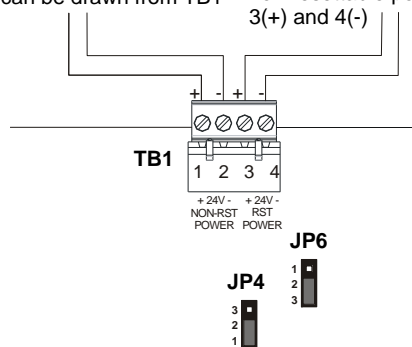 can be drawn from TB1
3(+) and 4(-)
+ - + -
TB1
1 2 3 4
+ 24V - + 24V -
NON-RST RST
POWER POWER
JP6
1
2
3
JP4
3
2
1